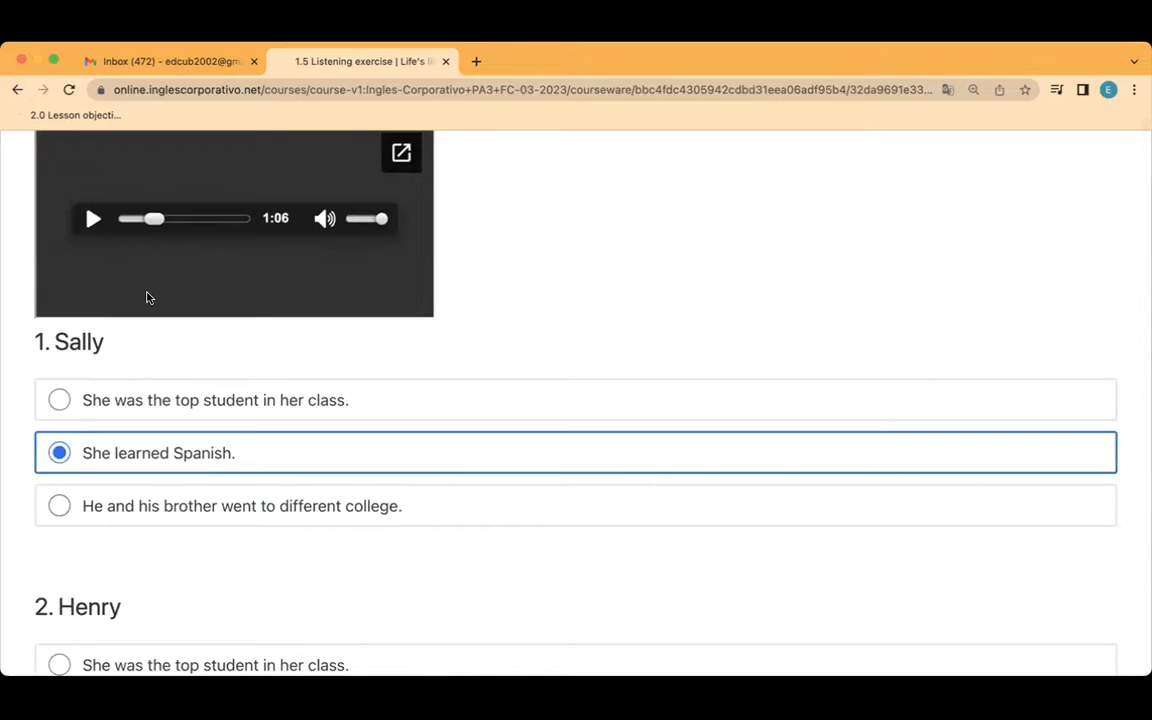 Inbox (472) - edcub2002@gm
1.5 Listening exercise | Life's li
online.inglescorporativo.net/courses/course-v1:Ingles-Corporativo+PA3+FC-03-2023/courseware/bbc4fdc4305942cdbd31eea06adf95b4/32da9691e33...
E
2.0 Lesson objecti...
1:06
1. Sally
She was the top student in her class.
She learned Spanish.
He and his brother went to different college.
2. Henry
She was the top student in her class.